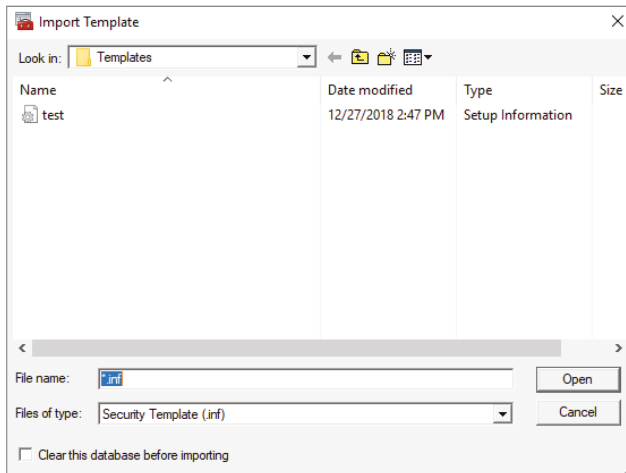 Import Template
Look in: Templates
Name Date modified Type Size
test 12/27/2018 2:47 PM Setup Information
File name: *.inf Open
Files of type: Security Template (.inf) Cancel
Clear this database before importing